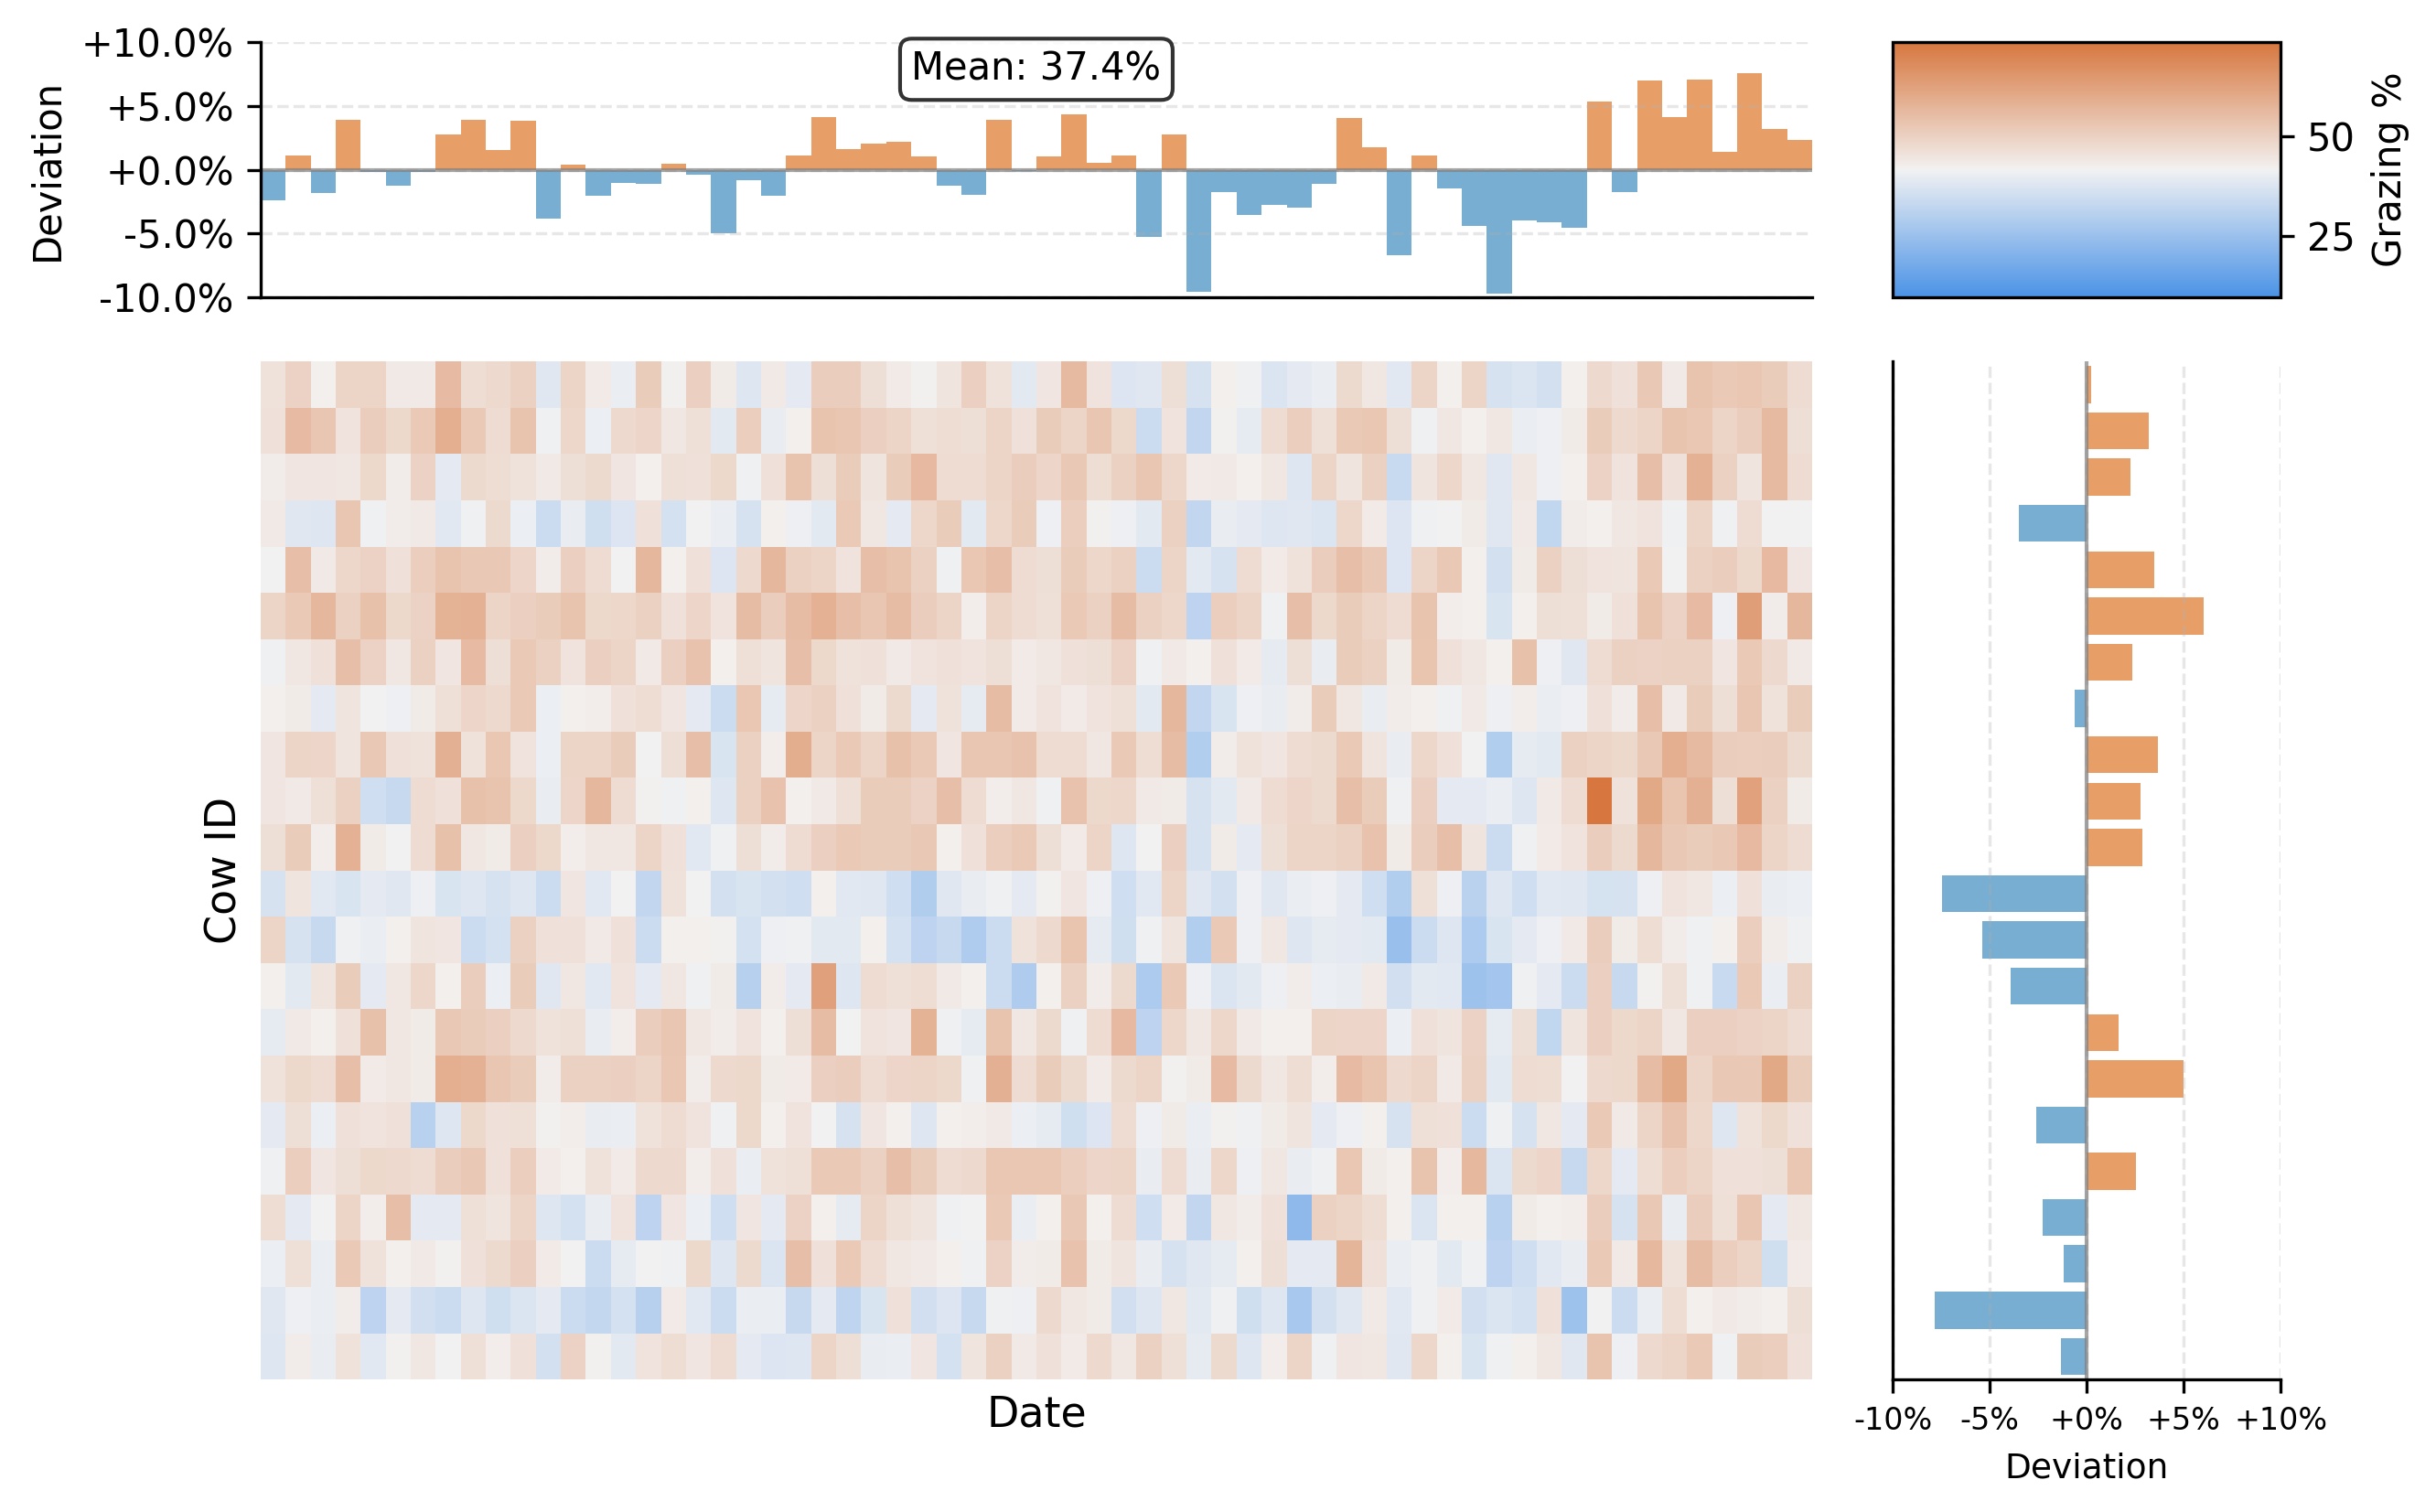 +10.0%
+5.0%
+0.0%
-5.0%
-10.0%
Deviation
Mean: 37.4%
50
25
Grazing %
Cow ID
Date
-10%
-5%
+0%
+5%
+10%
Deviation